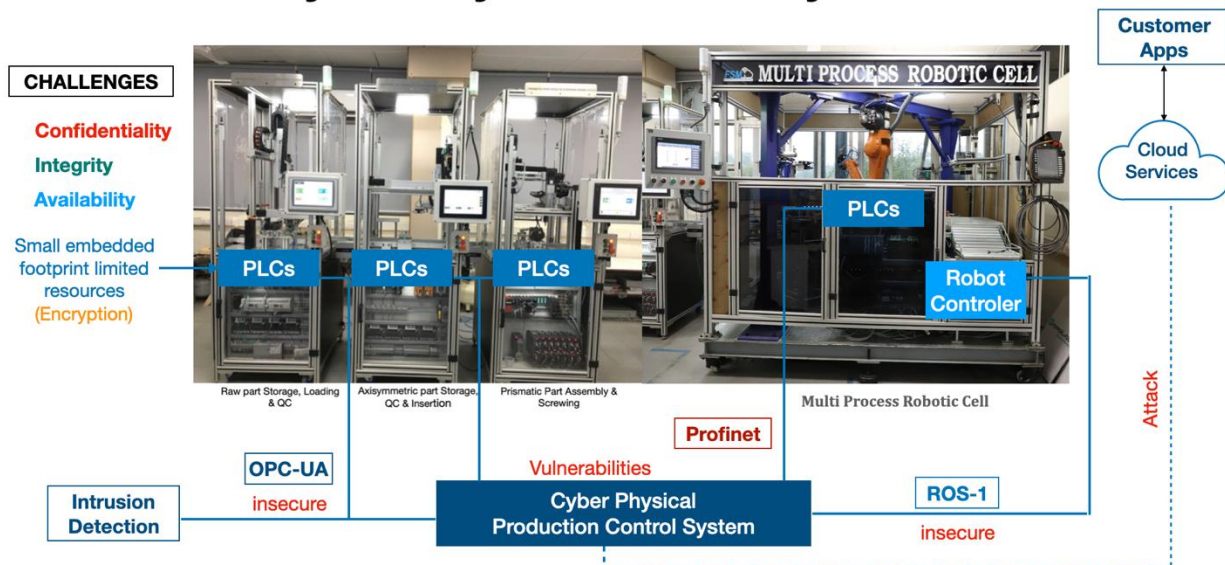 Customer
Apps
CHALLENGES
FSM
MULTI PROCESS ROBOTIC CELL
Confidentiality
Integrity
Availability
Cloud
Services
Small embedded
footprint limited
resources
(Encryption)
PLCs
PLCs
PLCs
PLCs
Robot
Controler
Raw part Storage, Loading
& QC
Axisymmetric part Storage,
QC & Insertion
Prismatic Part Assembly &
Screwing
Multi Process Robotic Cell
Attack
Profinet
OPC-UA
insecure
Vulnerabilities
Intrusion
Detection
Cyber Physical
Production Control System
ROS-1
insecure